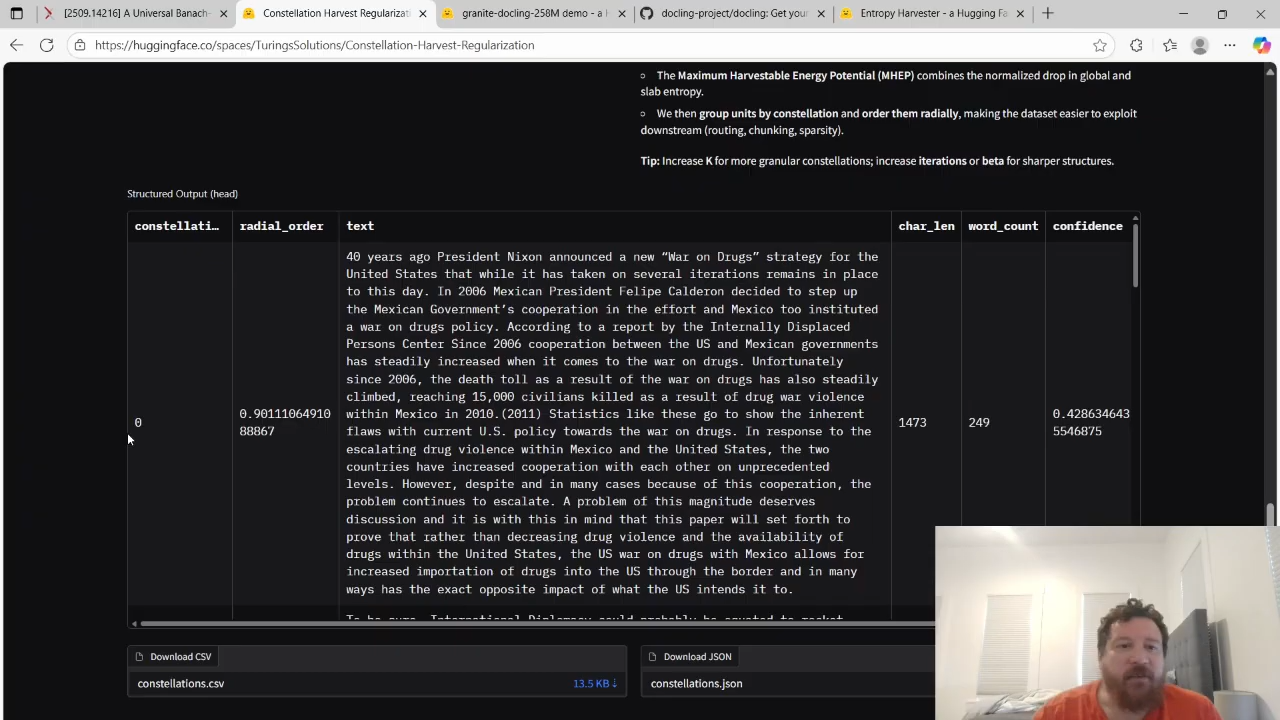 [2509.14216] A Universal Banach-
Constellation Harvest Regularizati
granite-docling-258M demo - a H
docling-project/docling: Get your
Entropy Harvester - a Hugging Fa
https://huggingface.co/spaces/TuringsSolutions/Constellation-Harvest-Regularization
The Maximum Harvestable Energy Potential (MHEP) combines the normalized drop in global and
slab entropy.
We then group units by constellation and order them radially, making the dataset easier to exploit
downstream (routing, chunking, sparsity).
Tip: Increase K for more granular constellations; increase iterations or beta for sharper structures.
Structured Output (head)
constellati… radial_order text char_len word_count confidence
40 years ago President Nixon announced a new “War on Drugs” strategy for the
United States that while it has taken on several iterations remains in place
to this day. In 2006 Mexican President Felipe Calderon decided to step up
the Mexican Government’s cooperation in the effort and Mexico too instituted
a war on drugs policy. According to a report by the Internally Displaced
Persons Center Since 2006 cooperation between the US and Mexican governments
has steadily increased when it comes to the war on drugs. Unfortunately
since 2006, the death toll as a result of the war on drugs has also steadily
climbed, reaching 15,000 civilians killed as a result of drug war violence
within Mexico in 2010.(2011) Statistics like these go to show the inherent
flaws with current U.S. policy towards the war on drugs. In response to the
escalating drug violence within Mexico and the United States, the two
countries have increased cooperation with each other on unprecedented
levels. However, despite and in many cases because of this cooperation, the
problem continues to escalate. A problem of this magnitude deserves
discussion and it is with this in mind that this paper will set forth to
prove that rather than decreasing drug violence and the availability of
drugs within the United States, the US war on drugs with Mexico allows for
increased importation of drugs into the US through the border and in many
ways has the exact opposite impact of what the US intends it to.
0
0.90111064910
88867
1473
249
0.428634643
5546875
To be sure, International Diplomacy could probably be equated to rocket
Download CSV
constellations.csv 13.5 KB ↓
Download JSON
constellations.json